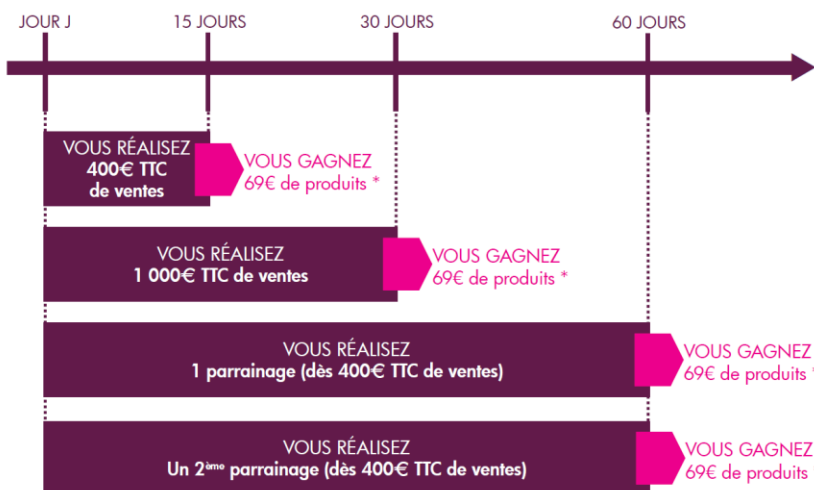 JOUR J 15 JOURS 30 JOURS 60 JOURS
VOUS RÉALISEZ
400€ TTC
de ventes
VOUS GAGNEZ
69€ de produits *
VOUS RÉALISEZ
1 000€ TTC de ventes
VOUS GAGNEZ
69€ de produits *
VOUS RÉALISEZ
1 parrainage (dès 400€ TTC de ventes)
VOUS GAGNEZ
69€ de produits *
VOUS RÉALISEZ
Un 2ème parrainage (dès 400€ TTC de ventes)
VOUS GAGNEZ
69€ de produits